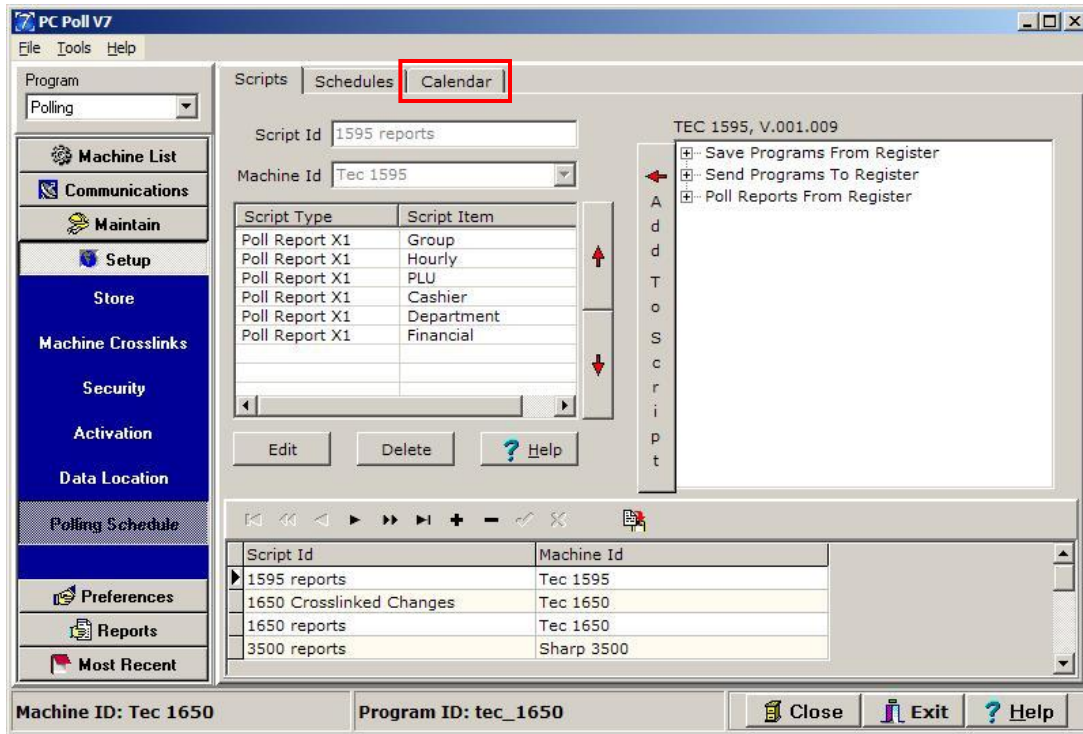 PC Poll V7
File Tools Help
Program
Polling
Machine List
Communications
Maintain
Setup
Store
Machine Crosslinks
Security
Activation
Data Location
Polling Schedule
Preferences
Reports
Most Recent
Scripts Schedules Calendar
Script Id 1595 reports
Machine Id Tec 1595
Script Type Script Item
Poll Report X1 Group
Poll Report X1 Hourly
Poll Report X1 PLU
Poll Report X1 Cashier
Poll Report X1 Department
Poll Report X1 Financial
Edit Delete ? Help
Add To Script
TEC 1595, V.001.009
Save Programs From Register
Send Programs To Register
Poll Reports From Register
Script Id Machine Id
1595 reports Tec 1595
1650 Crosslinked Changes Tec 1650
1650 reports Tec 1650
3500 reports Sharp 3500
Machine ID: Tec 1650 Program ID: tec_1650 Close Exit ? Help